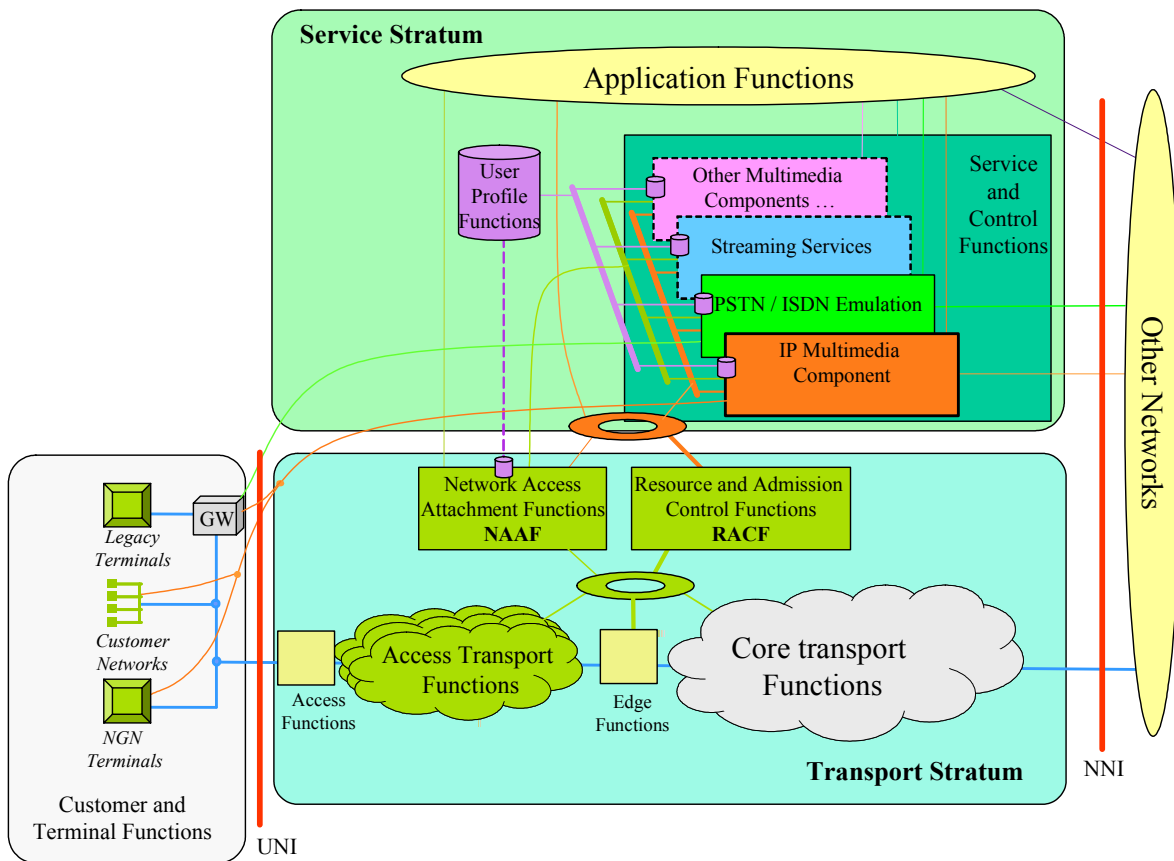 Service Stratum
Application Functions
User
Profile
Functions
Other Multimedia
Components …
Service
and
Control
Functions
Streaming Services
PSTN / ISDN Emulation
IP Multimedia
Component
Other Networks
Network Access
Attachment Functions
NAAF
Resource and Admission
Control Functions
RACF
GW
Legacy
Terminals
Customer
Networks
NGN
Terminals
Customer and
Terminal Functions
UNI
Access
Functions
Access Transport
Functions
Edge
Functions
Core transport
Functions
Transport Stratum
NNI